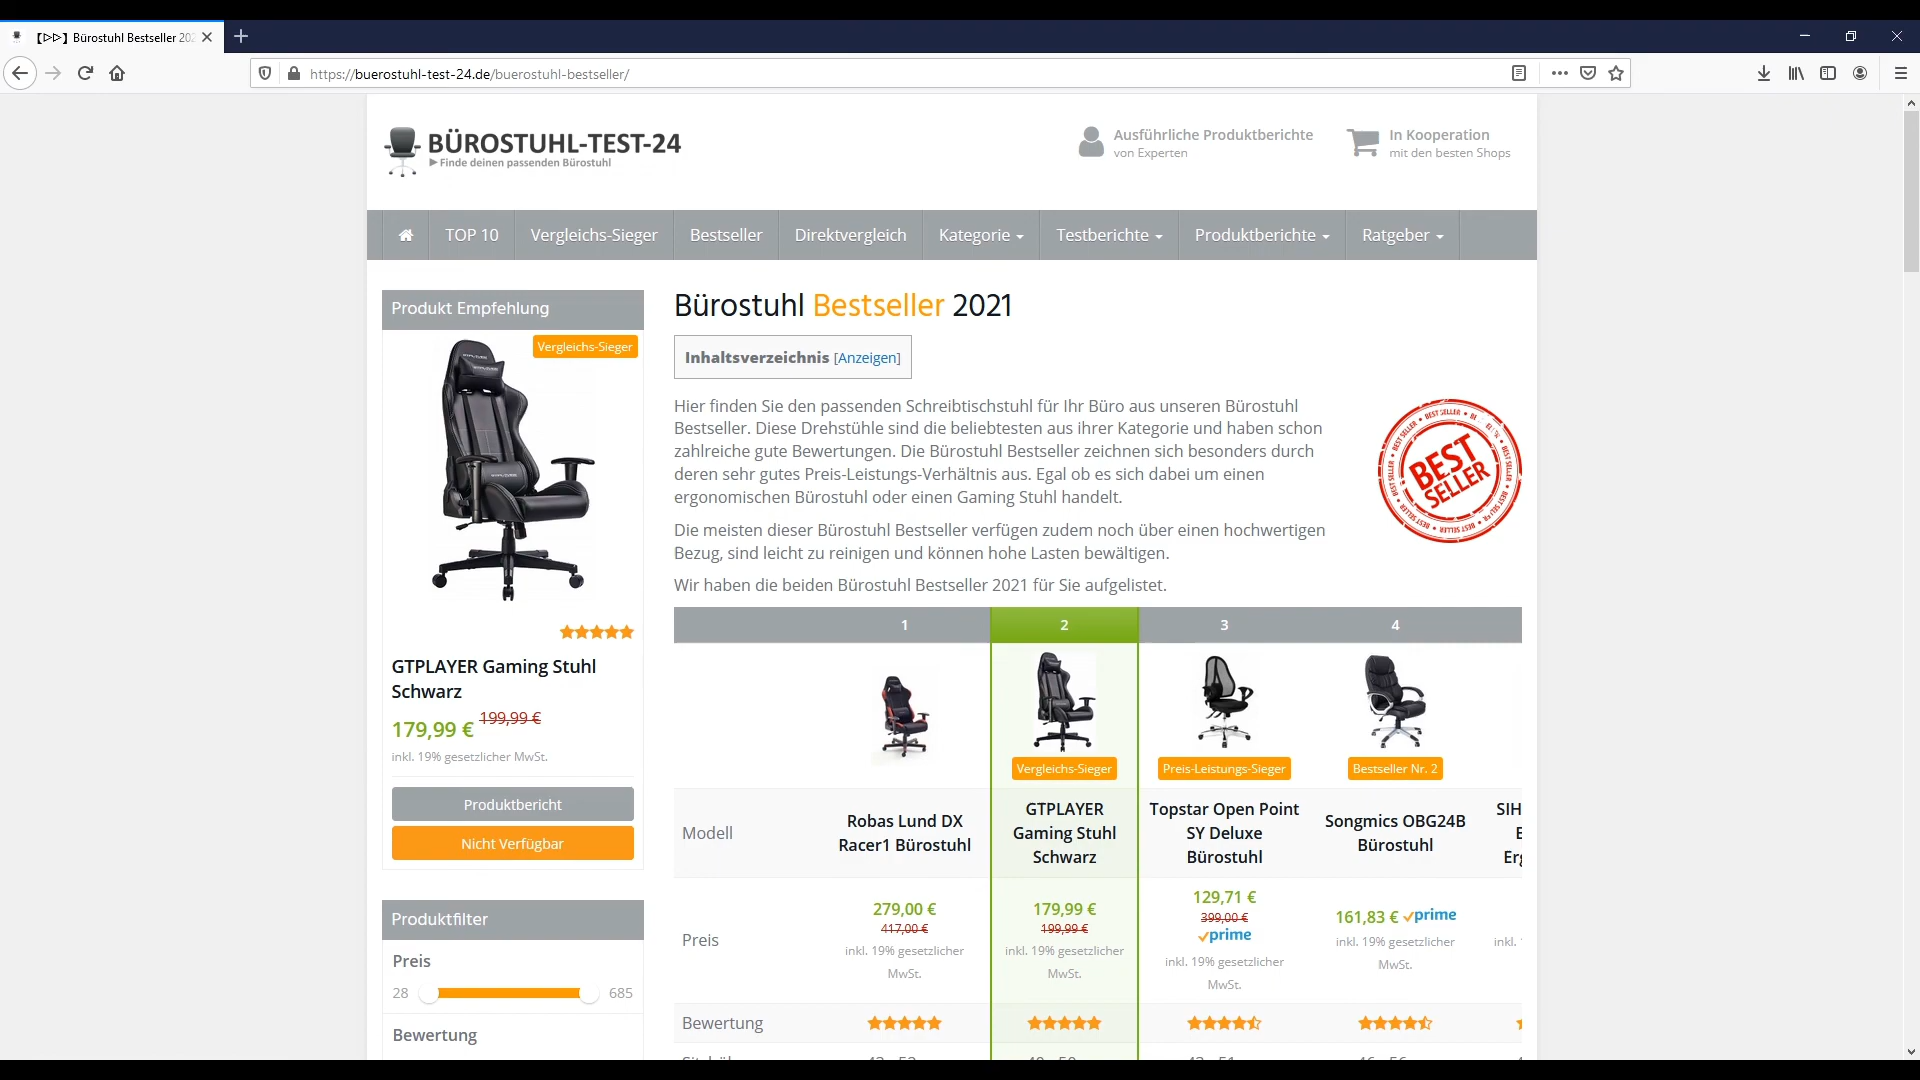 【▷▷】Bürostuhl Bestseller 202
https://buerostuhl-test-24.de/buerostuhl-bestseller/
BÜROSTUHL-TEST-24
Finde deinen passenden Bürostuhl
Ausführliche Produktberichte
von Experten
In Kooperation
mit den besten Shops
TOP 10 Vergleichs-Sieger Bestseller Direktvergleich Kategorie Testberichte Produktberichte Ratgeber
Produkt Empfehlung
Vergleichs-Sieger
GTPLAYER Gaming Stuhl
Schwarz
179,99 € 199,99 €
inkl. 19% gesetzlicher MwSt.
Produktbericht
Nicht Verfügbar
Produktfilter
Preis
28 685
Bewertung
Bürostuhl Bestseller 2021
Inhaltsverzeichnis [Anzeigen]
Hier finden Sie den passenden Schreibtischstuhl für Ihr Büro aus unseren Bürostuhl
Bestseller. Diese Drehstühle sind die beliebtesten aus ihrer Kategorie und haben schon
zahlreiche gute Bewertungen. Die Bürostuhl Bestseller zeichnen sich besonders durch
deren sehr gutes Preis-Leistungs-Verhältnis aus. Egal ob es sich dabei um einen
ergonomischen Bürostuhl oder einen Gaming Stuhl handelt.
Die meisten dieser Bürostuhl Bestseller verfügen zudem noch über einen hochwertigen
Bezug, sind leicht zu reinigen und können hohe Lasten bewältigen.
Wir haben die beiden Bürostuhl Bestseller 2021 für Sie aufgelistet.
BEST
SELLER
1 2 3 4
Vergleichs-Sieger Preis-Leistungs-Sieger Bestseller Nr. 2
Modell
Robas Lund DX
Racer1 Bürostuhl
GTPLAYER
Gaming Stuhl
Schwarz
Topstar Open Point
SY Deluxe
Bürostuhl
Songmics OBG24B
Bürostuhl
SIH
Preis
279,00 €
417,00 €
inkl. 19% gesetzlicher
MwSt.
179,99 €
199,99 €
inkl. 19% gesetzlicher
MwSt.
129,71 €
399,00 €
prime
inkl. 19% gesetzlicher
MwSt.
161,83 € prime
inkl. 19% gesetzlicher
MwSt.
inkl.
Bewertung